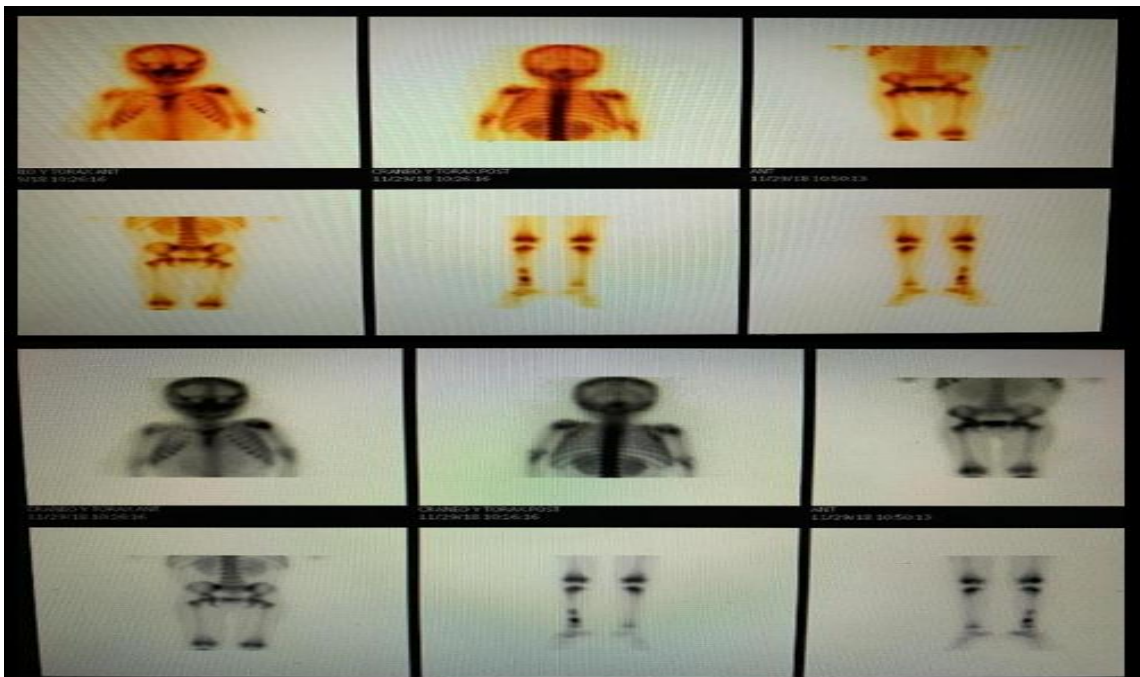 CRANEO Y TORAX POST
11/29/18 10:26:16
ANT
11/29/18 10:50:13
CRANEO Y TORAX ANT
11/29/18 10:26:16
CRANEO Y TORAX POST
11/29/18 10:26:16
ANT
11/29/18 10:50:13